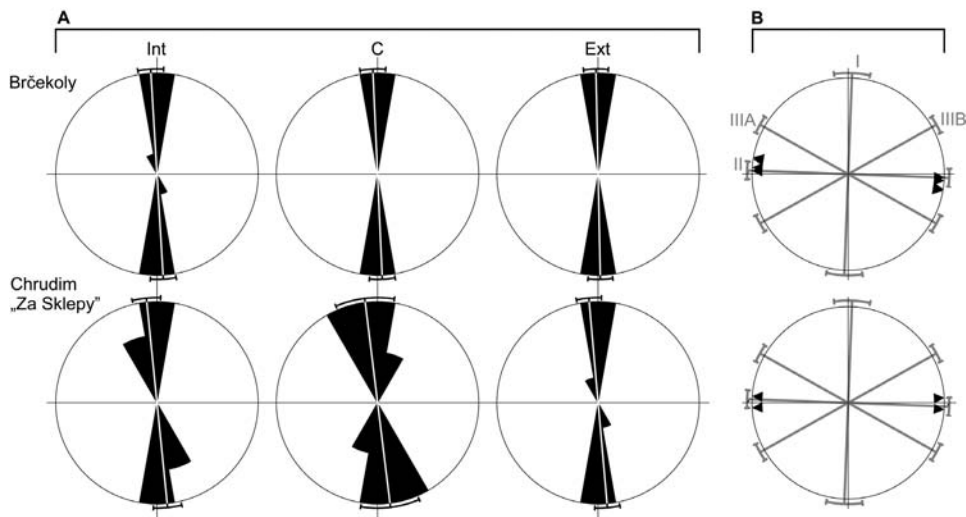 A
B
Int
C
Ext
Brčekoly
I
IIIA
IIIB
II
Chrudim
„Za Sklepy”